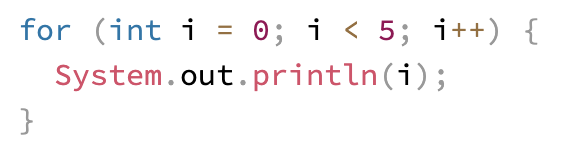 for (int i = 0; i < 5; i++) {
  System.out.println(i);
}